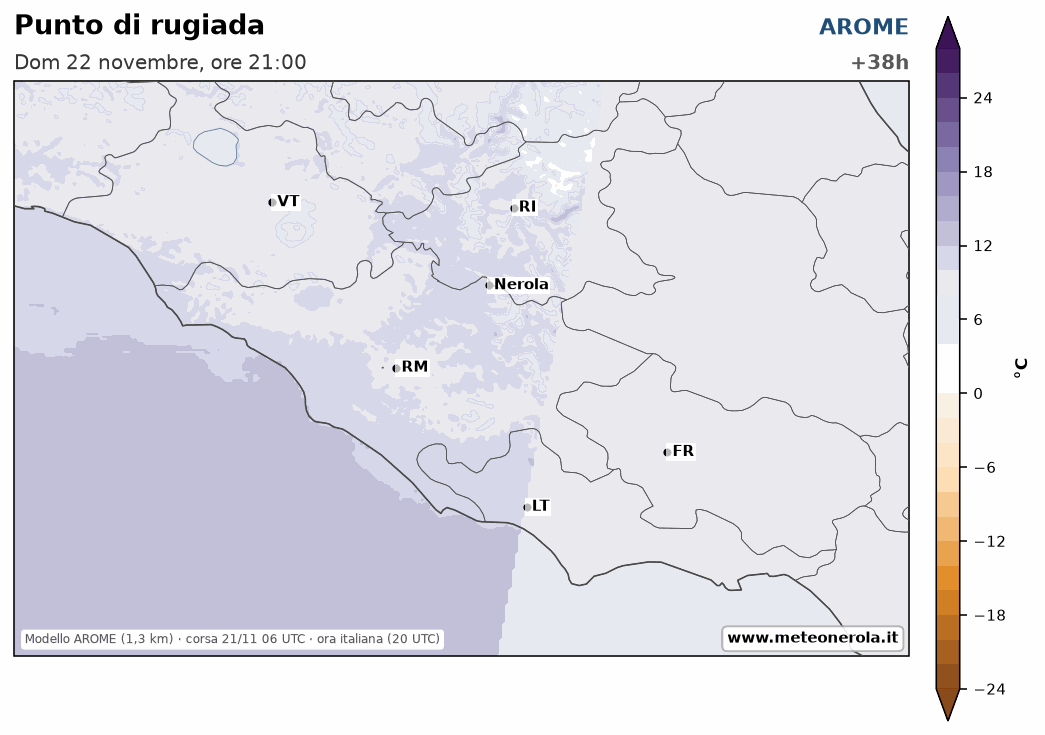 Punto di rugiada
AROME
Dom 22 novembre, ore 21:00
+38h
24
18
12
6
0
−6
−12
−18
−24
°C
VT
RI
Nerola
RM
FR
LT
Modello AROME (1,3 km) · corsa 21/11 06 UTC · ora italiana (20 UTC)
www.meteonerola.it